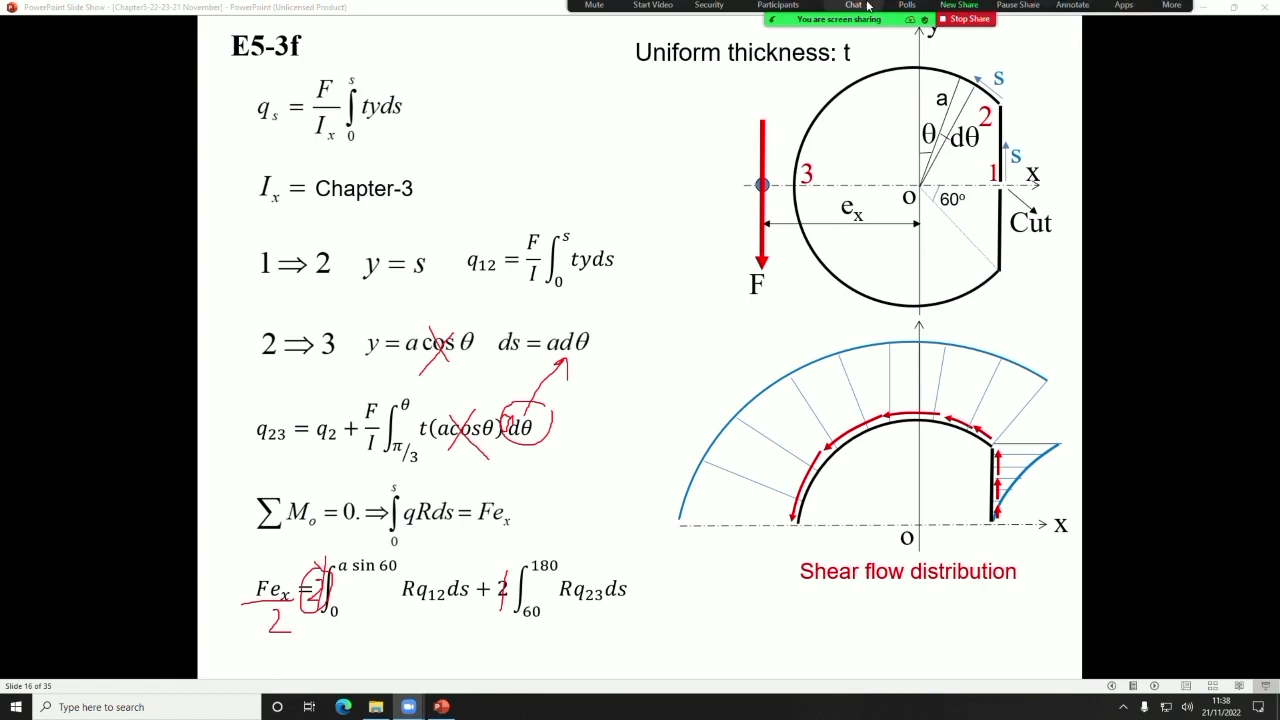 PowerPoint Slide Show - [Chapter5-22-23-21 November] - PowerPoint (Unlicensed Product)
Mute Start Video Security Participants Chat Polls New Share Pause Share Annotate Apps More
You are screen sharing Stop Share
E5-3f
Uniform thickness: t
q_s = F/I_x ∫_0^s tyds
I_x = Chapter-3
1⇒2 y = s q_12 = F/I ∫_0^s tyds
2⇒3 y = a cos θ ds = adθ
q_23 = q_2 + F/I ∫_{π/3}^θ t(acosθ) dθ
∑ M_o = 0. ⇒ ∫_0^s qRds = Fe_x
Fe_x = 2 ∫_0^{a sin 60} Rq_12 ds + 2 ∫_60^180 Rq_23 ds
2
y
s
a
2
θ
dθ
s
3
1
x
o
60°
e_x
Cut
F
x
o
Shear flow distribution
Slide 16 of 35
Type here to search
11:38
21/11/2022